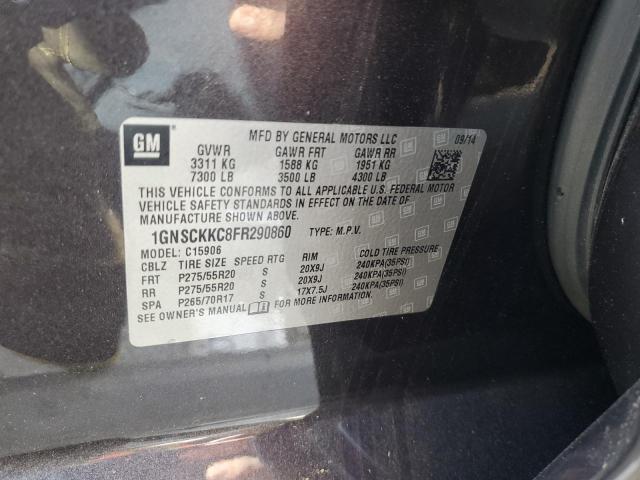 GM
MFD BY GENERAL MOTORS LLC 09/14
GVWR GAWR FRT GAWR RR
3311 KG 1588 KG 1951 KG
7300 LB 3500 LB 4300 LB
THIS VEHICLE CONFORMS TO ALL APPLICABLE U.S. FEDERAL MOTOR
VEHICLE SAFETY STANDARDS IN EFFECT ON THE DATE OF
MANUFACTURE SHOWN ABOVE.
1GNSCKKC8FR290860 TYPE: M.P.V.
MODEL: C15906
CBLZ TIRE SIZE SPEED RTG RIM COLD TIRE PRESSURE
FRT P275/55R20 S 20X9J 240KPA(35PSI)
RR P275/55R20 S 20X9J 240KPA(35PSI)
SPA P265/70R17 S 17X7.5J 240KPA(35PSI)
SEE OWNER'S MANUAL FOR MORE INFORMATION.